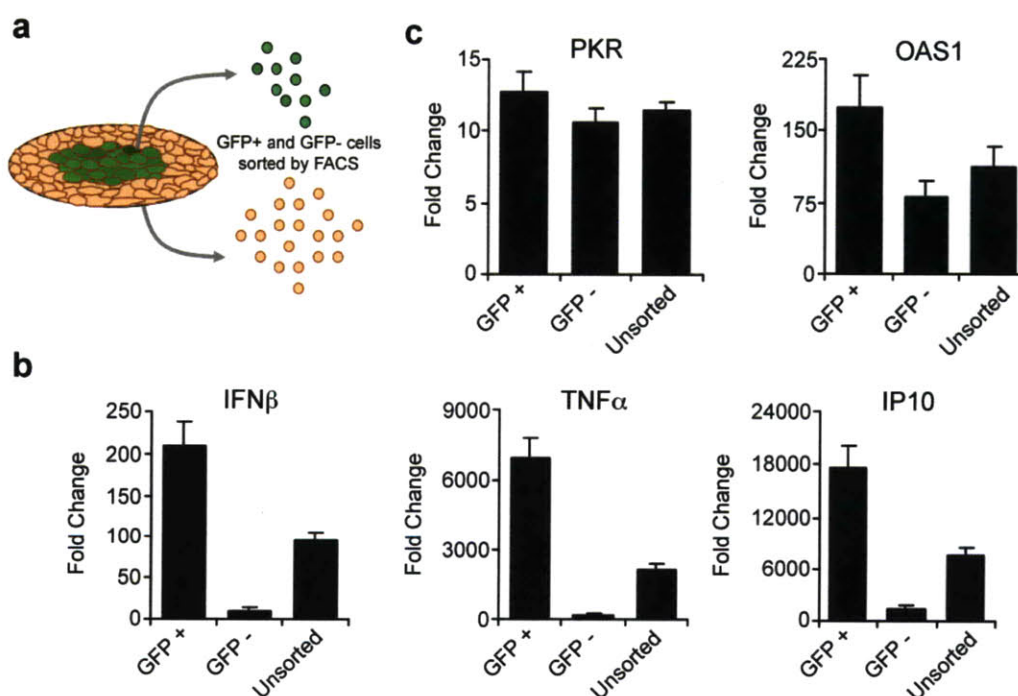 a
GFP+ and GFP- cells
sorted by FACS
c
PKR
Fold Change
15
10
5
0
GFP +
GFP -
Unsorted
OAS1
Fold Change
225
150
75
0
GFP +
GFP -
Unsorted
b
IFNβ
Fold Change
250
200
150
100
50
0
GFP +
GFP -
Unsorted
TNFα
Fold Change
9000
6000
3000
0
GFP +
GFP -
Unsorted
IP10
Fold Change
24000
18000
12000
6000
0
GFP +
GFP -
Unsorted